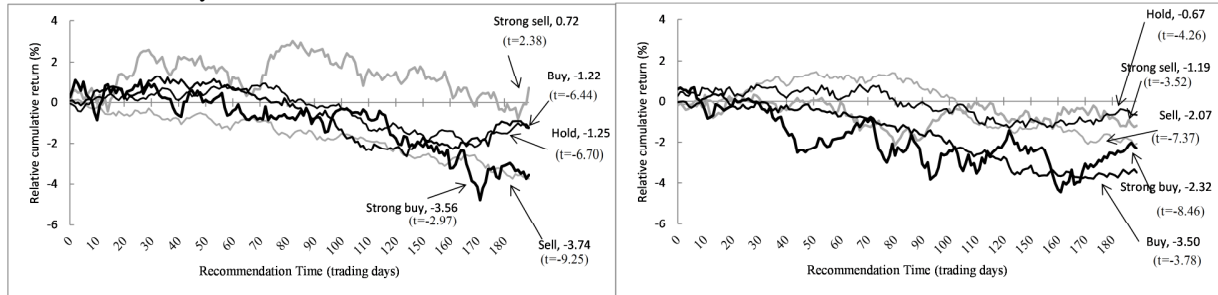 4
2
0
-2
-4
-6
Relative cumulative return (%)
Strong sell, 0.72
(t=2.38)
Buy, -1.22
(t=-6.44)
Hold, -1.25
(t=-6.70)
Strong buy, -3.56
(t=-2.97)
Sell, -3.74
(t=-9.25)
0 10 20 30 40 50 60 70 80 90 100 110 120 130 140 150 160 170 180
Recommendation Time (trading days)
4
2
0
-2
-4
-6
Relative cumulative return (%)
Hold, -0.67
(t=-4.26)
Strong sell, -1.19
(t=-3.52)
Sell, -2.07
(t=-7.37)
Strong buy, -2.32
(t=-8.46)
Buy, -3.50
(t=-3.78)
0 10 20 30 40 50 60 70 80 90 100 110 120 130 140 150 160 170 180
Recommendation Time (trading days)